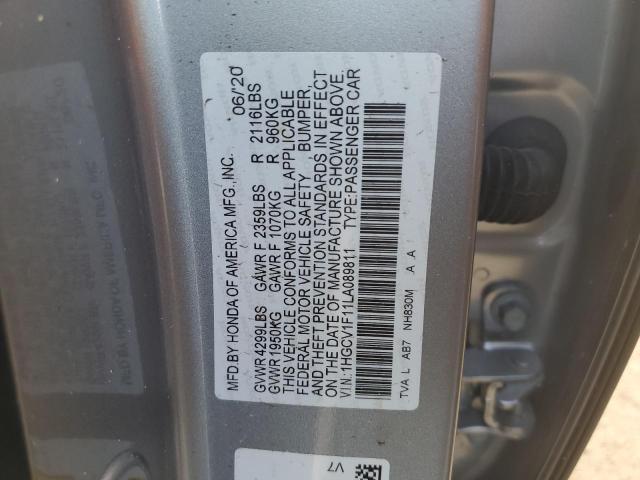 MFD.BY HONDA OF AMERICA MFG.,INC. 06/'20
GVWR 4299LBS GAWR F 2359LBS R 2116LBS
GVWR 1950KG GAWR F 1070KG R 960KG
THIS VEHICLE CONFORMS TO ALL APPLICABLE
FEDERAL MOTOR VEHICLE SAFETY BUMPER,
AND THEFT PREVENTION STANDARDS IN EFFECT
ON THE DATE OF MANUFACTURE SHOWN ABOVE.
V.I.N.:1HGCV1F11LA089811 TYPE:PASSENGER CAR
TVA L AB7 NH830M A A
V7